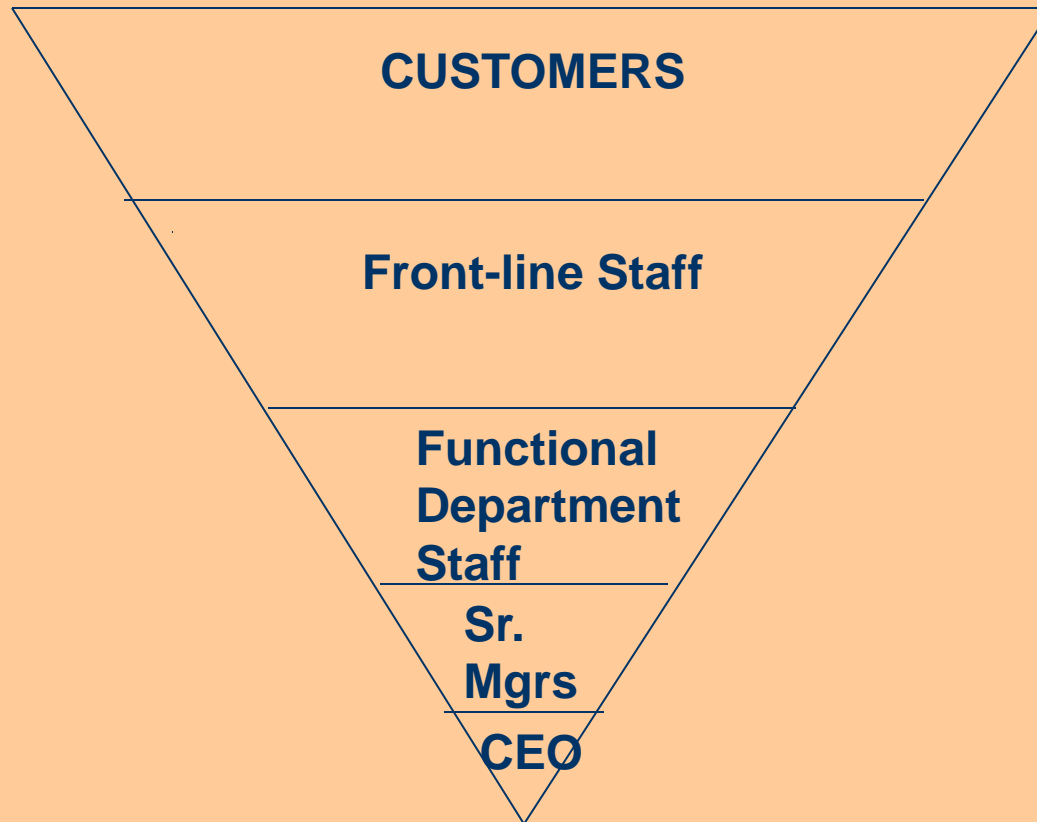 CUSTOMERS
Front-line Staff
Functional
Department
Staff
Sr.
Mgrs
CEO